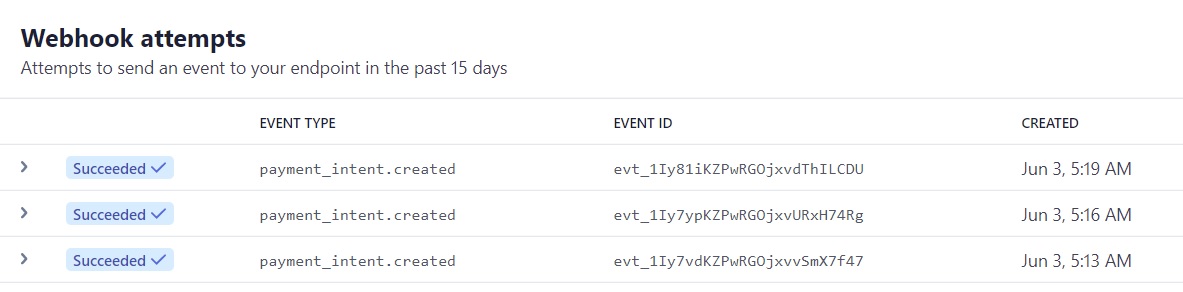 Webhook attempts
Attempts to send an event to your endpoint in the past 15 days
EVENT TYPE EVENT ID CREATED
Succeeded payment_intent.created evt_1Iy81iKZPwRGOjxvdThILCDU Jun 3, 5:19 AM
Succeeded payment_intent.created evt_1Iy7ypKZPwRGOjxvURxH74Rg Jun 3, 5:16 AM
Succeeded payment_intent.created evt_1Iy7vdKZPwRGOjxvvSmX7f47 Jun 3, 5:13 AM